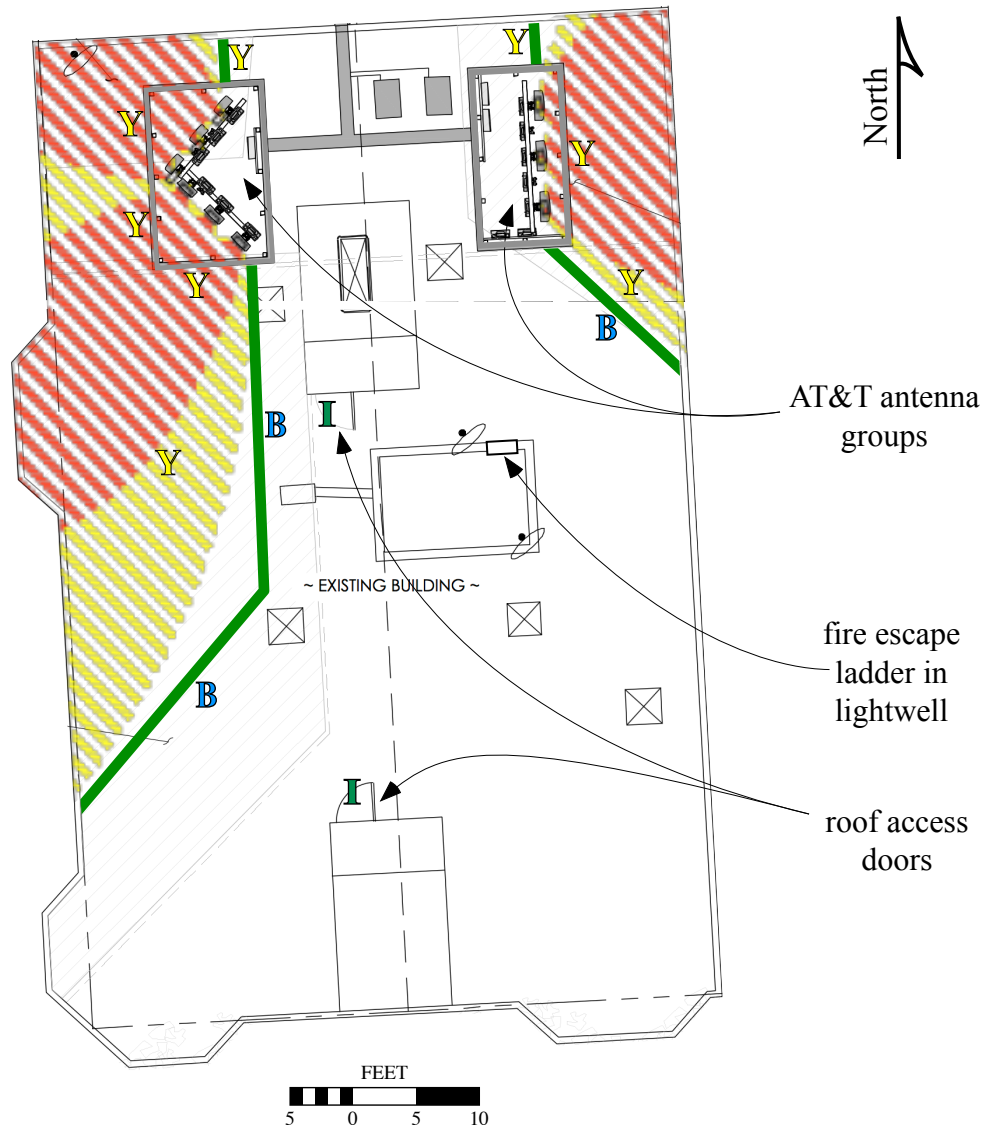 Y
Y
North
Y
Y
Y
Y
Y
B
AT&T antenna
groups
I
B
Y
~ EXISTING BUILDING ~
fire escape
ladder in
lightwell
B
I
roof access
doors
FEET
5 0 5 10